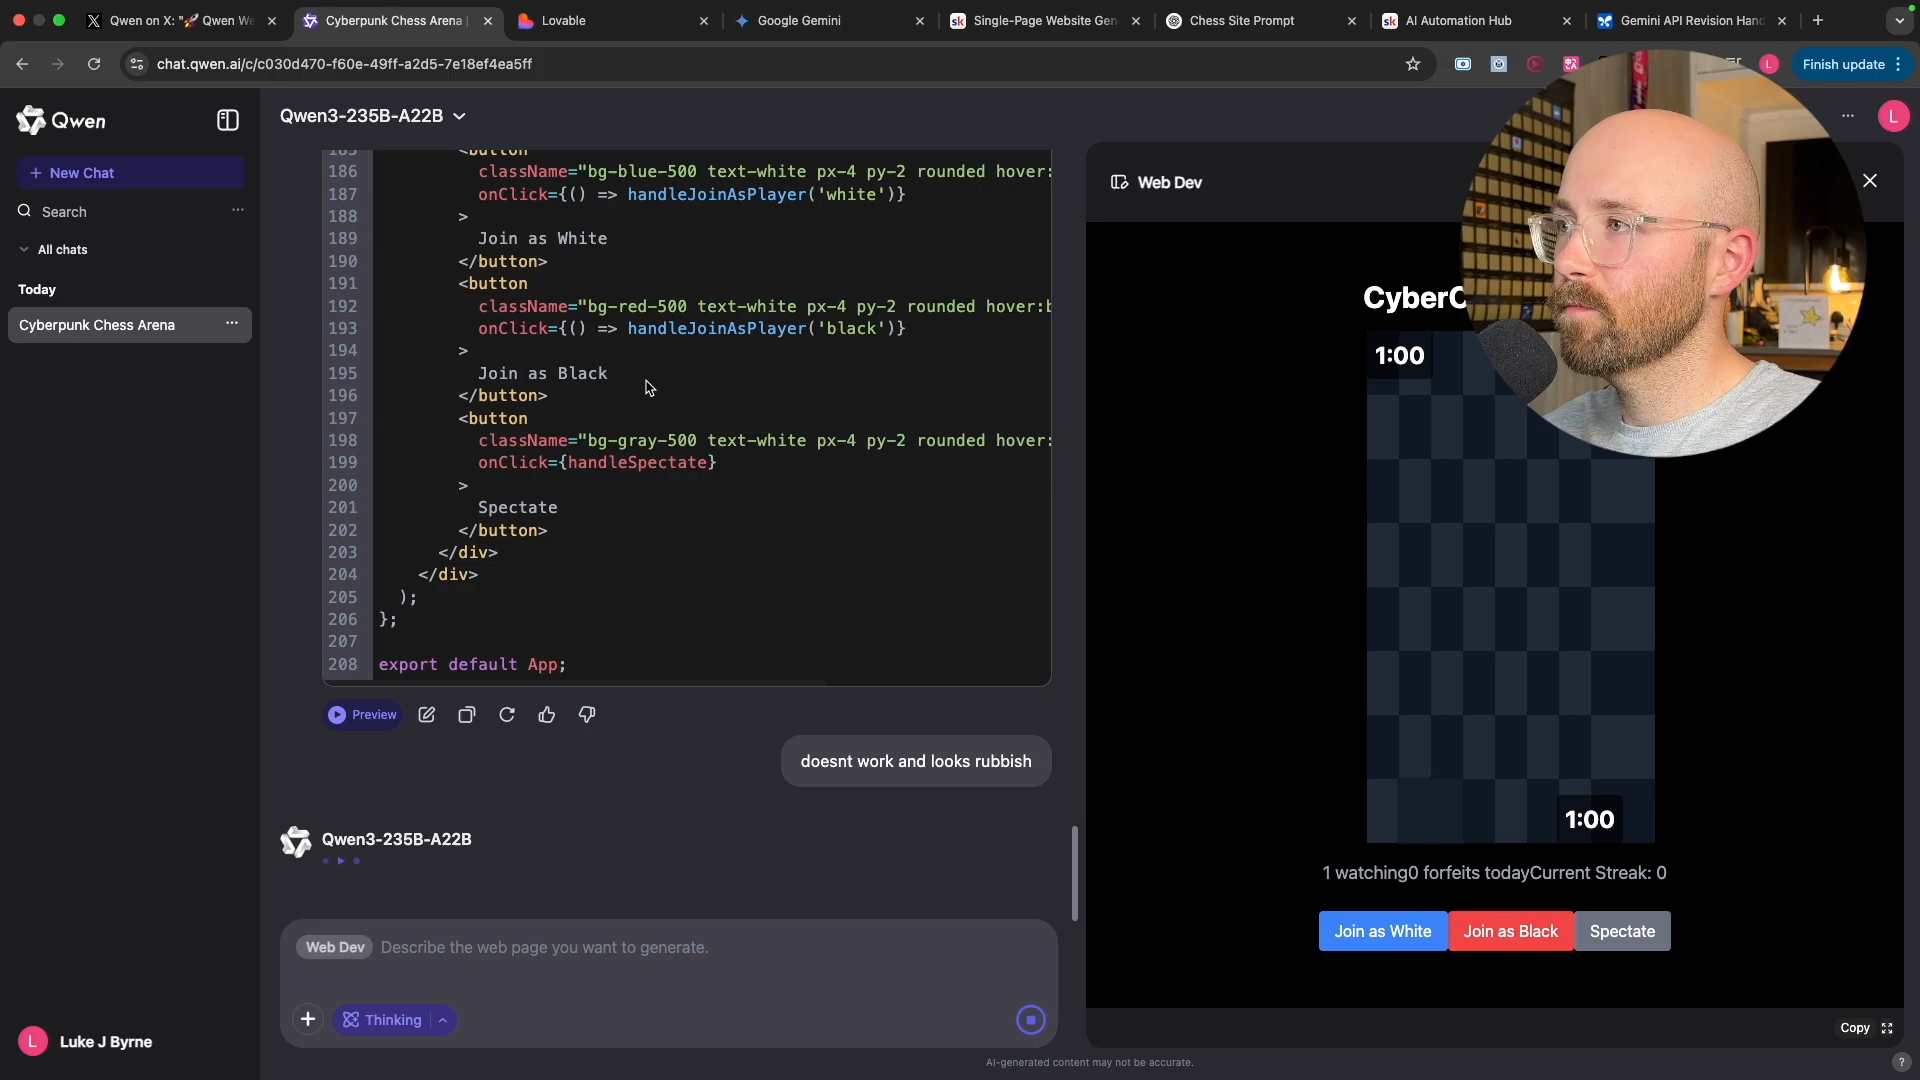 Qwen on X: "🚀 Qwen We
Cyberpunk Chess Arena |
Lovable
Google Gemini
Single-Page Website Gen
Chess Site Prompt
AI Automation Hub
Gemini API Revision Hand
chat.qwen.ai/c/c030d470-f60e-49ff-a2d5-7e18ef4ea5ff
L
Finish update
Qwen
Qwen3-235B-A22B
L
New Chat
Search
All chats
Today
Cyberpunk Chess Arena
185 <button
186 className="bg-blue-500 text-white px-4 py-2 rounded hover:
187 onClick={() => handleJoinAsPlayer('white')}
188 >
189 Join as White
190 </button>
191 <button
192 className="bg-red-500 text-white px-4 py-2 rounded hover:b
193 onClick={() => handleJoinAsPlayer('black')}
194 >
195 Join as Black
196 </button>
197 <button
198 className="bg-gray-500 text-white px-4 py-2 rounded hover:
199 onClick={handleSpectate}
200 >
201 Spectate
202 </button>
203 </div>
204 </div>
205 );
206 };
207
208 export default App;
Preview
doesnt work and looks rubbish
Qwen3-235B-A22B
Web Dev Describe the web page you want to generate.
Thinking
AI-generated content may not be accurate.
L Luke J Byrne
Web Dev
CyberC
1:00
1:00
1 watching0 forfeits todayCurrent Streak: 0
Join as White
Join as Black
Spectate
Copy
?